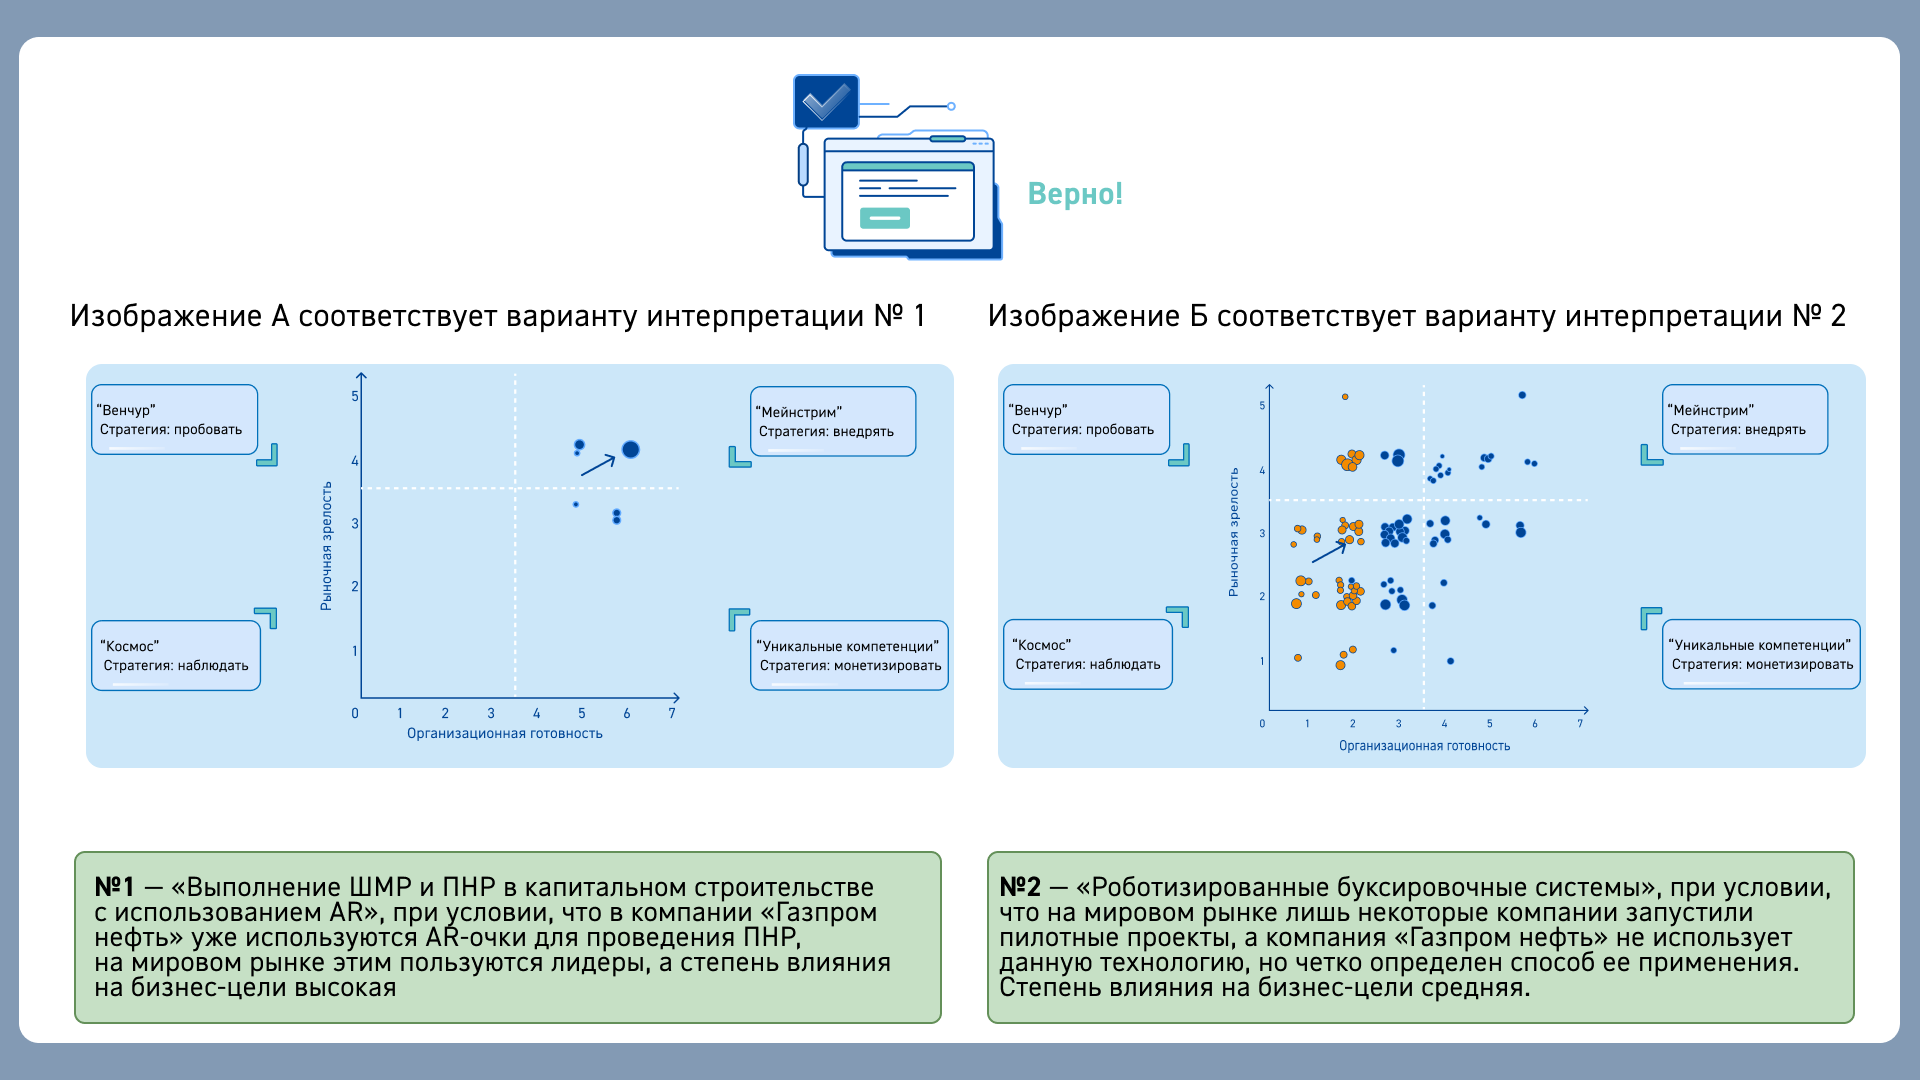 Верно!
Изображение А соответствует варианту интерпретации № 1
Изображение Б соответствует варианту интерпретации № 2
“Венчур”
Стратегия: пробовать
“Мейнстрим”
Стратегия: внедрять
“Космос”
Стратегия: наблюдать
“Уникальные компетенции”
Стратегия: монетизировать
Рыночная зрелость
5
4
3
2
1
0 1 2 3 4 5 6 7
Организационная готовность
“Венчур”
Стратегия: пробовать
“Мейнстрим”
Стратегия: внедрять
“Космос”
Стратегия: наблюдать
“Уникальные компетенции”
Стратегия: монетизировать
Рыночная зрелость
5
4
3
2
1
0 1 2 3 4 5 6 7
Организационная готовность
№1 — «Выполнение ШМР и ПНР в капитальном строительстве
с использованием AR», при условии, что в компании «Газпром
нефть» уже используются AR-очки для проведения ПНР,
на мировом рынке этим пользуются лидеры, а степень влияния
на бизнес-цели высокая
№2 — «Роботизированные буксировочные системы», при условии,
что на мировом рынке лишь некоторые компании запустили
пилотные проекты, а компания «Газпром нефть» не использует
данную технологию, но четко определен способ ее применения.
Степень влияния на бизнес-цели средняя.